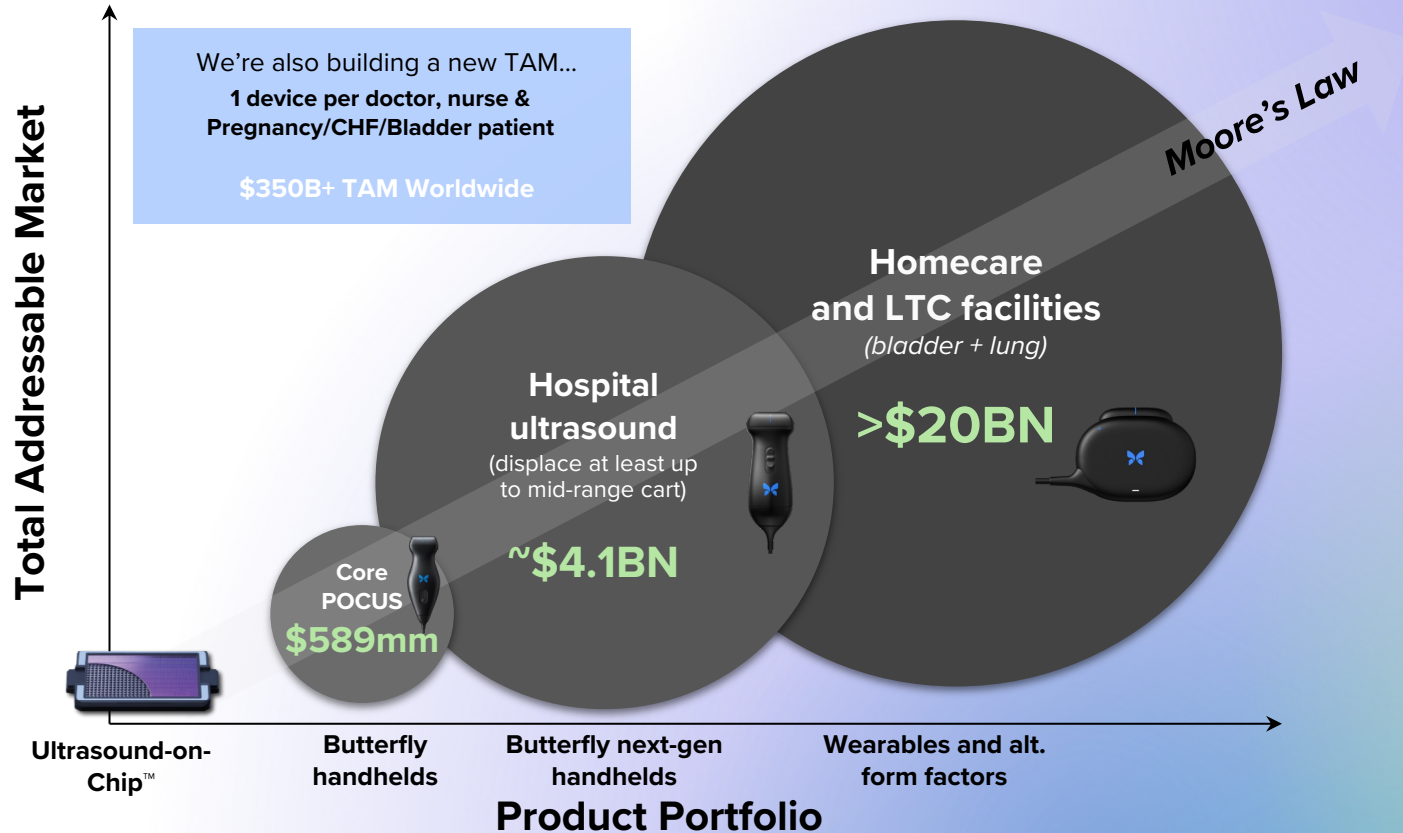 Total Addressable Market
We’re also building a new TAM...
1 device per doctor, nurse &
Pregnancy/CHF/Bladder patient
$350B+ TAM Worldwide
Moore’s Law
Homecare
and LTC facilities
(bladder + lung)
>$20BN
Hospital
ultrasound
(displace at least up
to mid-range cart)
~$4.1BN
Core
POCUS
$589mm
Ultrasound-on-
Chip™
Butterfly
handhelds
Butterfly next-gen
handhelds
Wearables and alt.
form factors
Product Portfolio